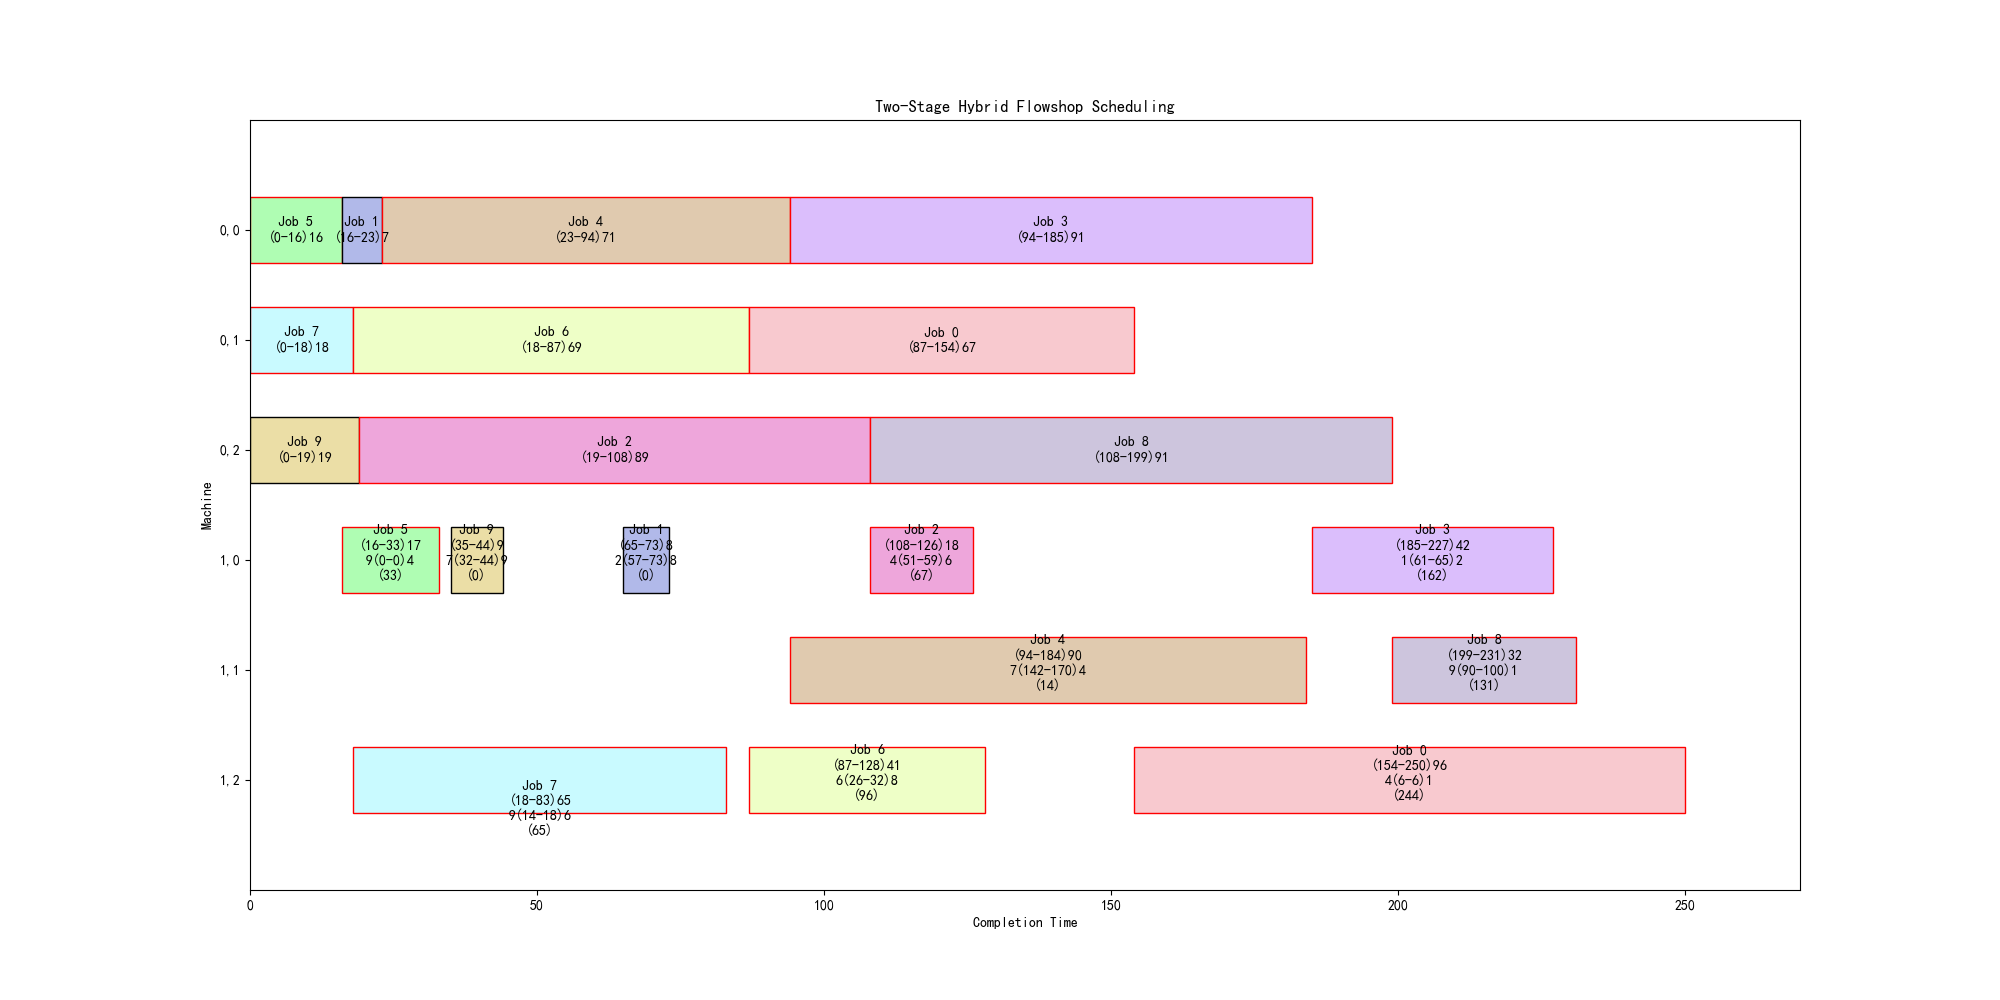 Two-Stage Hybrid Flowshop Scheduling
Machine
0,0
Job 5
(0-16)16
Job 1
(16-23)7
Job 4
(23-94)71
Job 3
(94-185)91
0,1
Job 7
(0-18)18
Job 6
(18-87)69
Job 0
(87-154)67
0,2
Job 9
(0-19)19
Job 2
(19-108)89
Job 8
(108-199)91
1,0
Job 5
(16-33)17
9(0-0)4
(33)
Job 9
(35-44)9
7(32-44)9
(0)
Job 1
(65-73)8
2(57-73)8
(0)
Job 2
(108-126)18
4(51-59)6
(67)
Job 3
(185-227)42
1(61-65)2
(162)
1,1
Job 4
(94-184)90
7(142-170)4
(14)
Job 8
(199-231)32
9(90-100)1
(131)
1,2
Job 7
(18-83)65
9(14-18)6
(65)
Job 6
(87-128)41
6(26-32)8
(96)
Job 0
(154-250)96
4(6-6)1
(244)
0
50
100
150
200
250
Completion Time